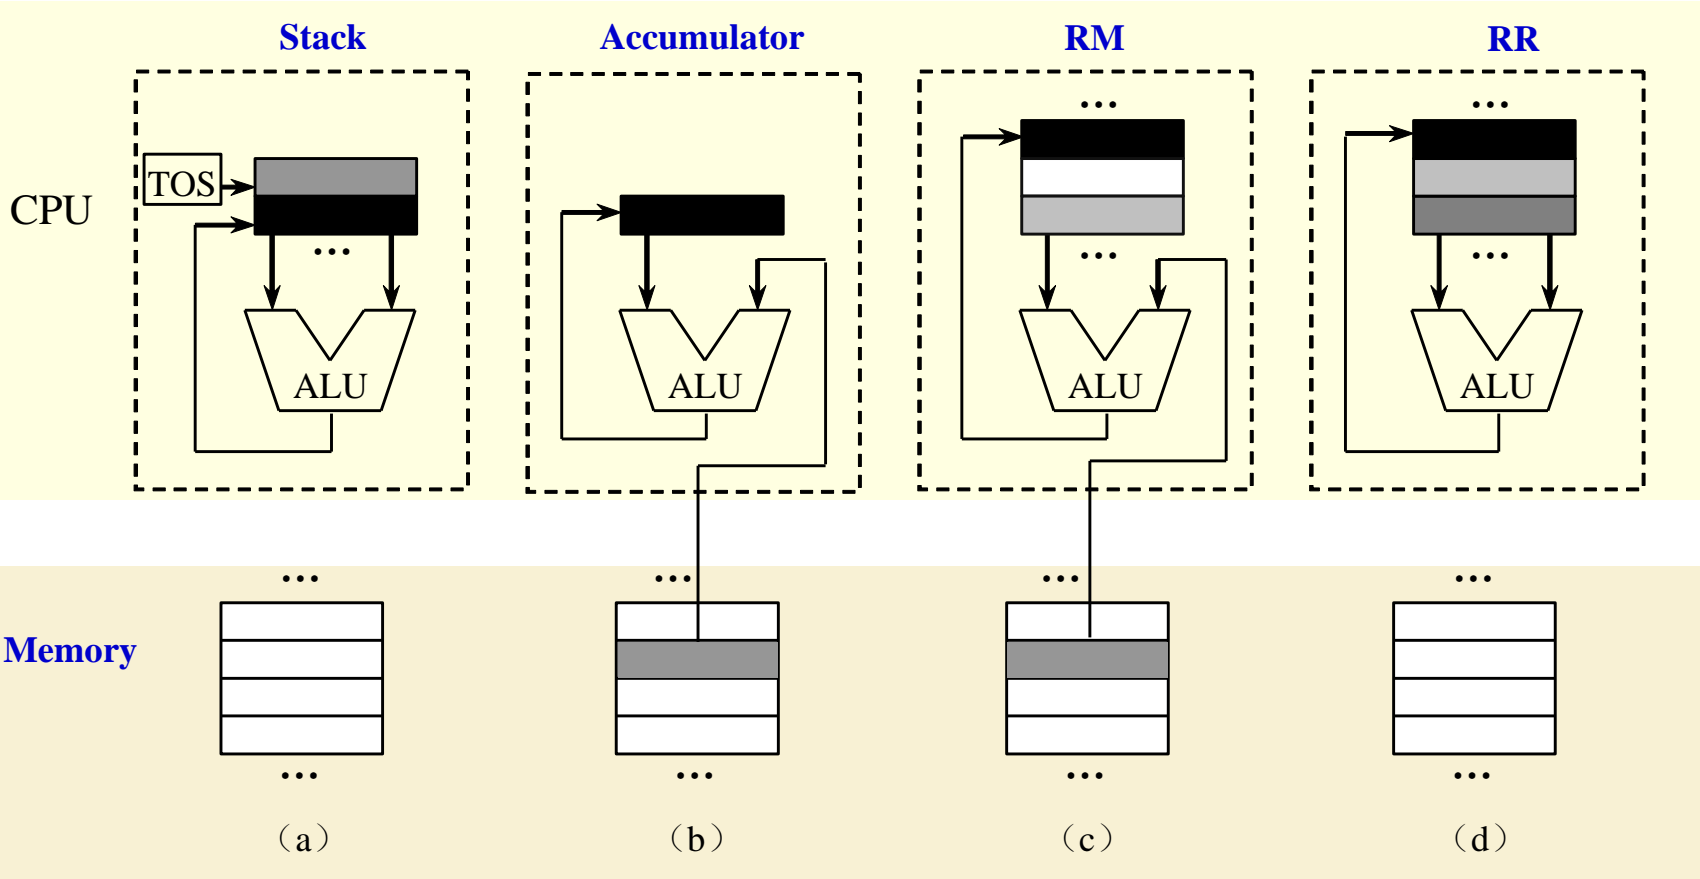 Stack Accumulator RM RR
… …
TOS
CPU
… … …
ALU ALU ALU ALU
… … … …
Memory
… … … …
（a） （b） （c） （d）